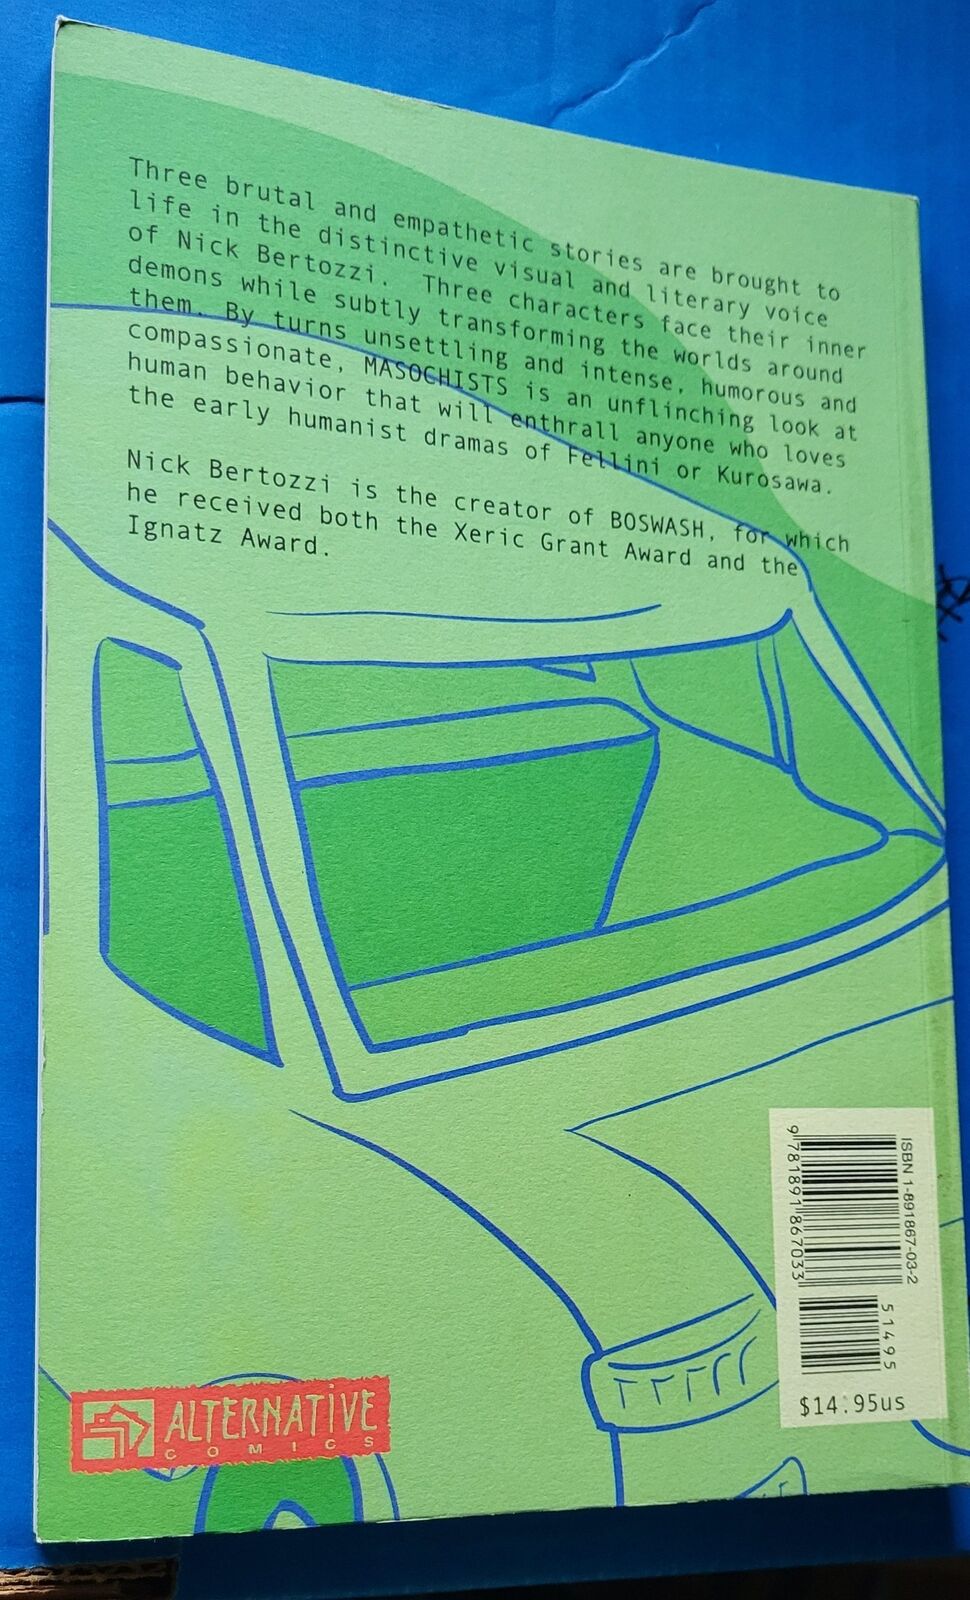 Three brutal and empathetic stories are brought to
life in the distinctive visual and literary voice
of Nick Bertozzi. Three characters face their inner
demons while subtly transforming the worlds around
them. By turns unsettling and intense, humorous and
compassionate, MASOCHISTS is an unflinching look at
human behavior that will enthrall anyone who loves
the early humanist dramas of Fellini or Kurosawa.
Nick Bertozzi is the creator of BOSWASH, for which
he received both the Xeric Grant Award and the
Ignatz Award.
ISBN 1-891867-03-2
9 781891 867033
51495
$14.95us
ALTERNATIVE
COMICS